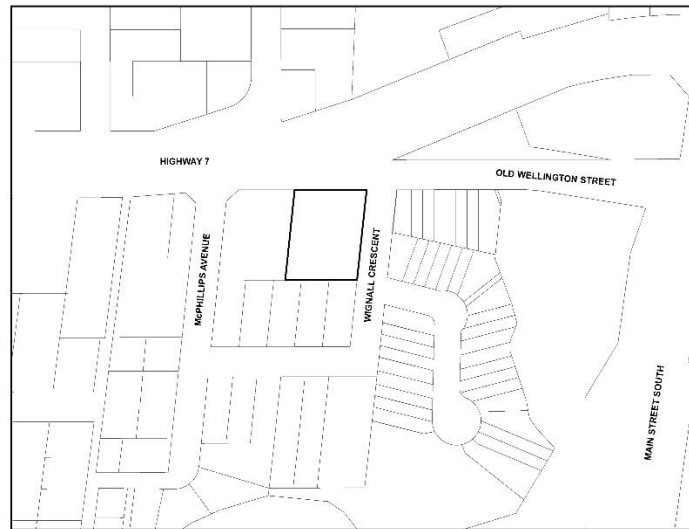 HIGHWAY 7
OLD WELLINGTON STREET
McPHILLIPS AVENUE
WIGNALL CRESCENT
MAIN STREET SOUTH